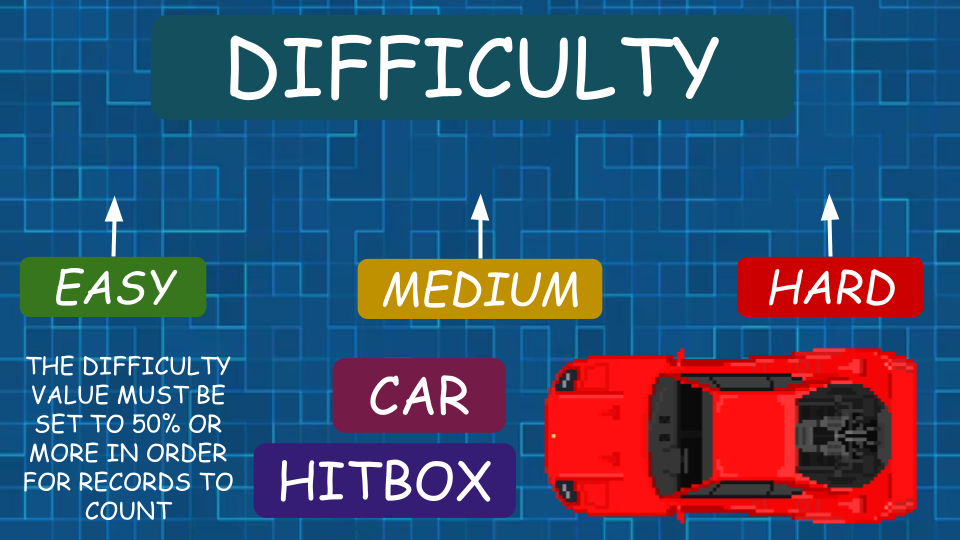 DIFFICULTY
EASY
MEDIUM
HARD
THE DIFFICULTY
VALUE MUST BE
SET TO 50% OR
MORE IN ORDER
FOR RECORDS TO
COUNT
CAR
HITBOX